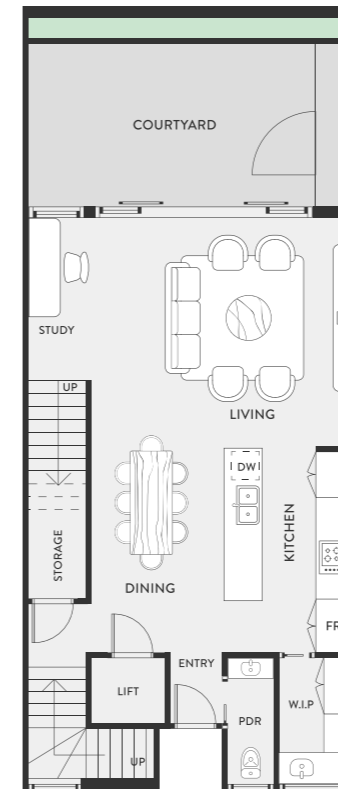 COURTYARD
STUDY
UP
LIVING
DW
KITCHEN
STORAGE
DINING
FR
ENTRY
LIFT
W.I.P
PDR
UP